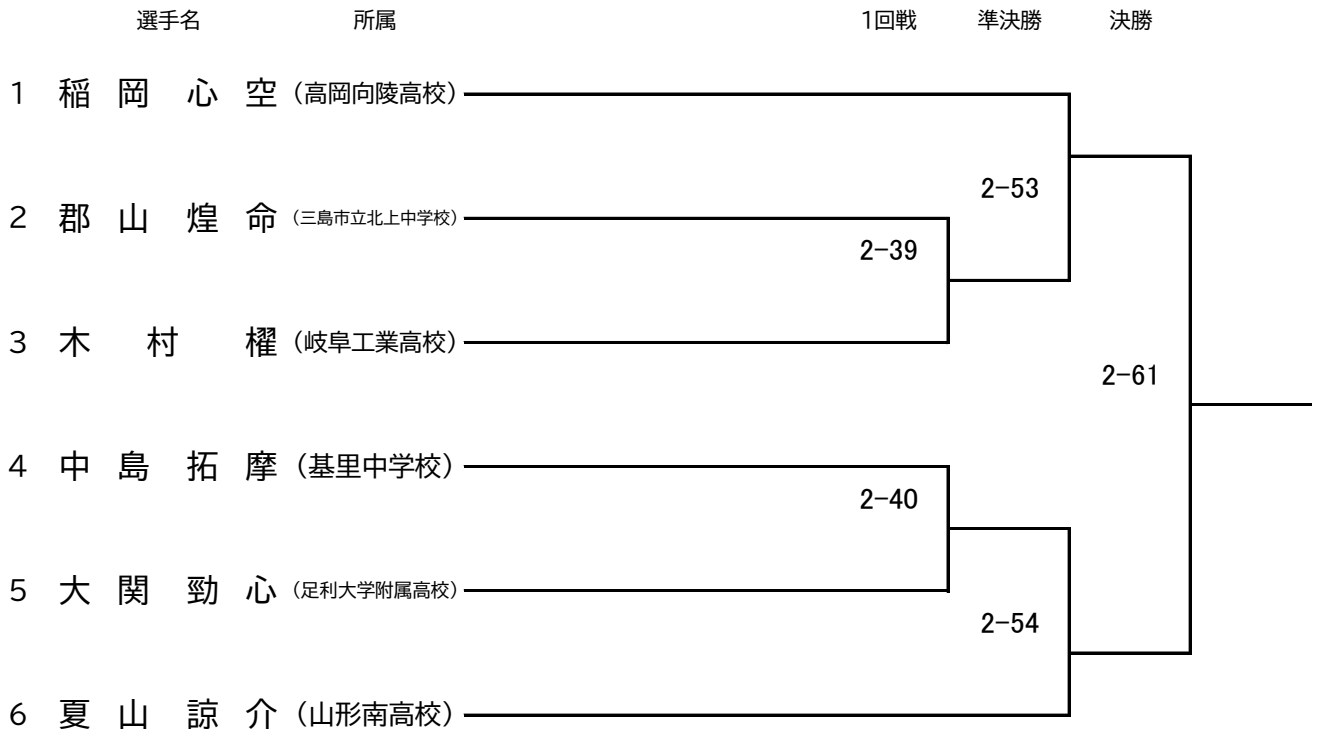 選手名 所属 1回戦 準決勝 決勝
1 稲岡 心空 (高岡向陵高校)
2-53
2 郡山 煌命 (三島市立北上中学校)
2-39
3 木村 櫂 (岐阜工業高校)
2-61
4 中島 拓摩 (基里中学校)
2-40
5 大関 勁心 (足利大学附属高校)
2-54
6 夏山 諒介 (山形南高校)